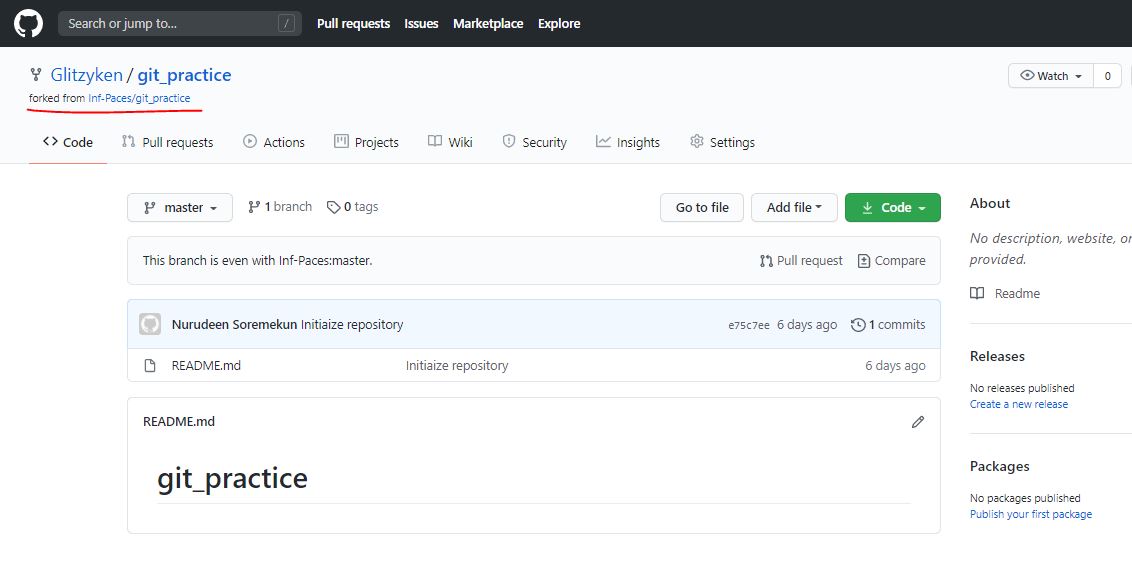 Search or jump to... / Pull requests Issues Marketplace Explore
Glitzyken / git_practice Watch 0
forked from Inf-Paces/git_practice
Code Pull requests Actions Projects Wiki Security Insights Settings
master 1 branch 0 tags Go to file Add file Code
This branch is even with Inf-Paces:master. Pull request Compare
Nurudeen Soremekun Initiaize repository e75c7ee 6 days ago 1 commits
README.md Initiaize repository 6 days ago
README.md
git_practice
About
No description, website, or
provided.
Readme
Releases
No releases published
Create a new release
Packages
No packages published
Publish your first package